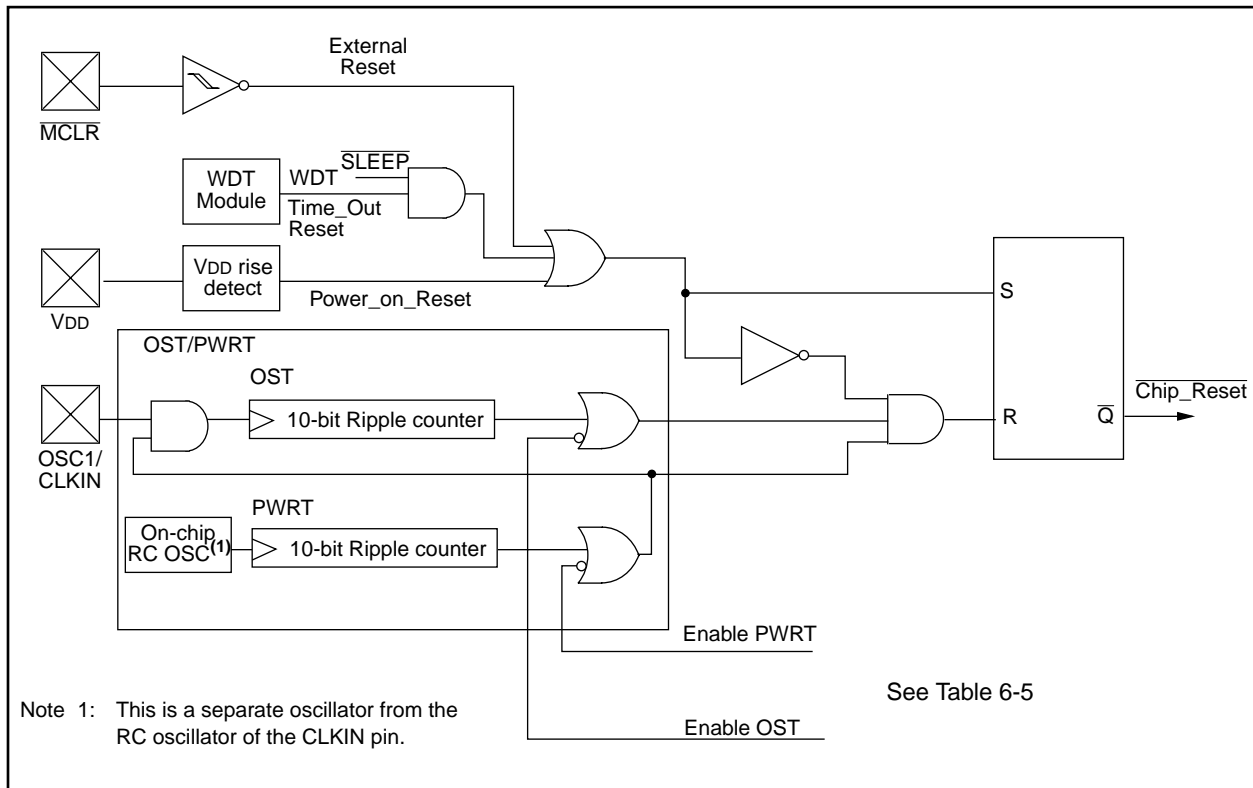 External
Reset
MCLR
SLEEP
WDT
Module
WDT
Time_Out
Reset
VDD rise
detect
Power_on_Reset
VDD
S
OST/PWRT
OST
10-bit Ripple counter
Chip_Reset
R
Q
OSC1/
CLKIN
PWRT
On-chip
RC OSC(1)
10-bit Ripple counter
Enable PWRT
See Table 6-5
Note 1: This is a separate oscillator from the
RC oscillator of the CLKIN pin.
Enable OST